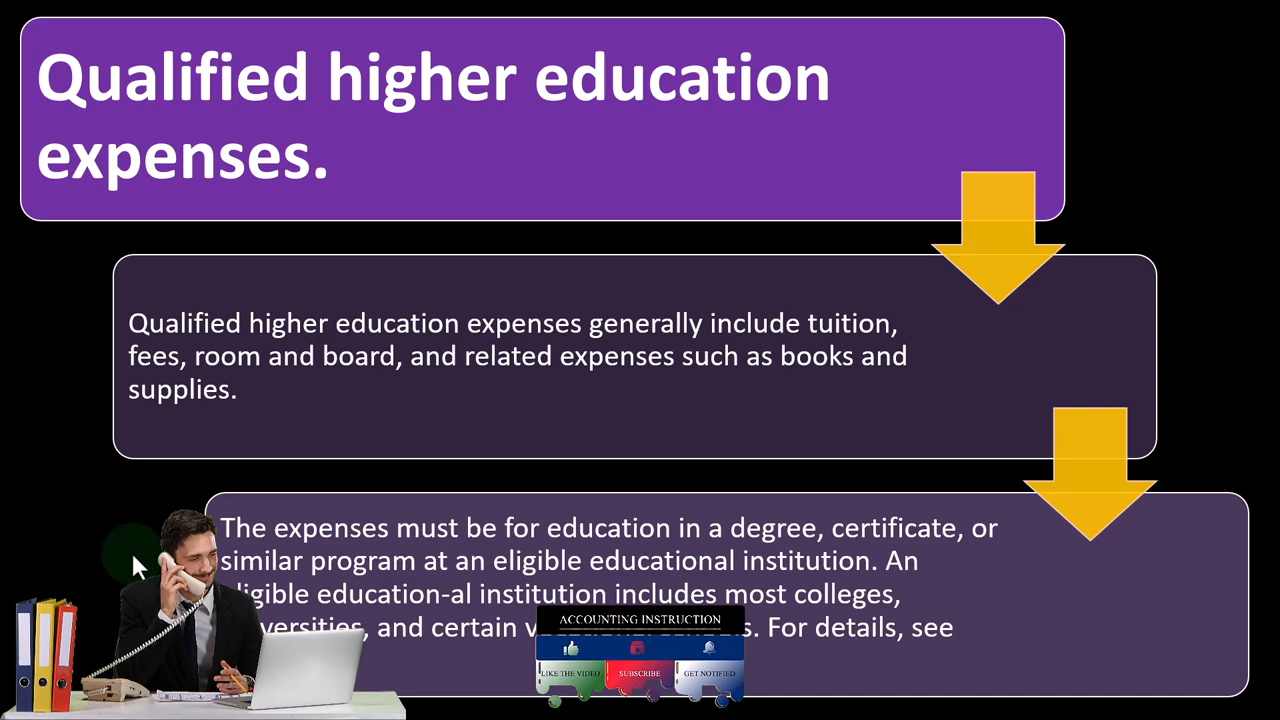 Qualified higher education
expenses.
Qualified higher education expenses generally include tuition,
fees, room and board, and related expenses such as books and
supplies.
The expenses must be for education in a degree, certificate, or
similar program at an eligible educational institution. An
education-al institution includes most colleges,
and certain For details, see
ACCOUNTING INSTRUCTION
LIKE THE VIDEO
SUBSCRIBE
GET NOTIFIED